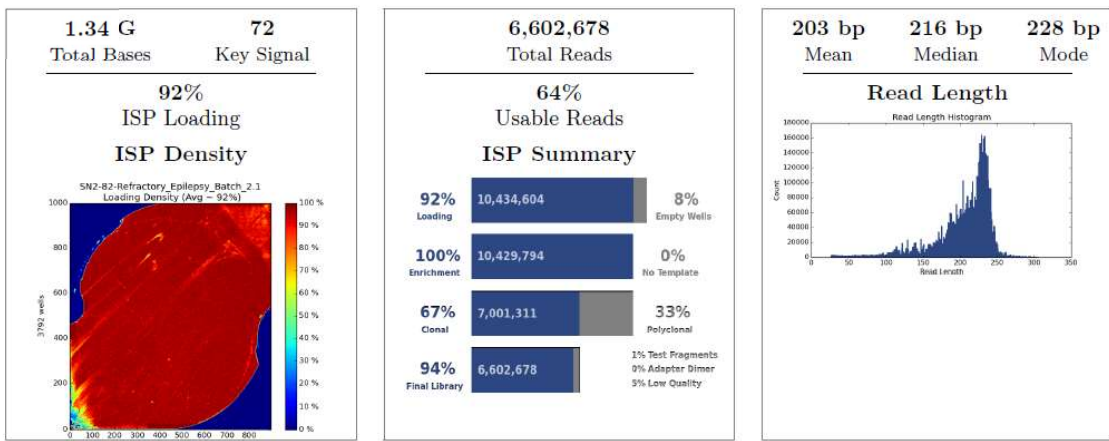 1.34 G 72
Total Bases Key Signal
92%
ISP Loading
ISP Density
SN2-82-Refractory_Epilepsy_Batch_2.1
Loading Density (Avg ~ 92%)
1000
800
600
400
200
0
3792 wells
0 100 200 300 400 500 600 700 800
100 %
90 %
80 %
70 %
60 %
50 %
40 %
30 %
20 %
10 %
0 %
6,602,678
Total Reads
64%
Usable Reads
ISP Summary
92% 10,434,604 8%
Loading Empty Wells
100% 10,429,794 0%
Enrichment No Template
67% 7,001,311 33%
Clonal Polyclonal
94% 6,602,678
Final Library
1% Test Fragments
0% Adapter Dimer
5% Low Quality
203 bp 216 bp 228 bp
Mean Median Mode
Read Length
Read Length Histogram
180000
160000
140000
120000
100000
80000
60000
40000
20000
0
Count
0 50 100 150 200 250 300 350
Read Length